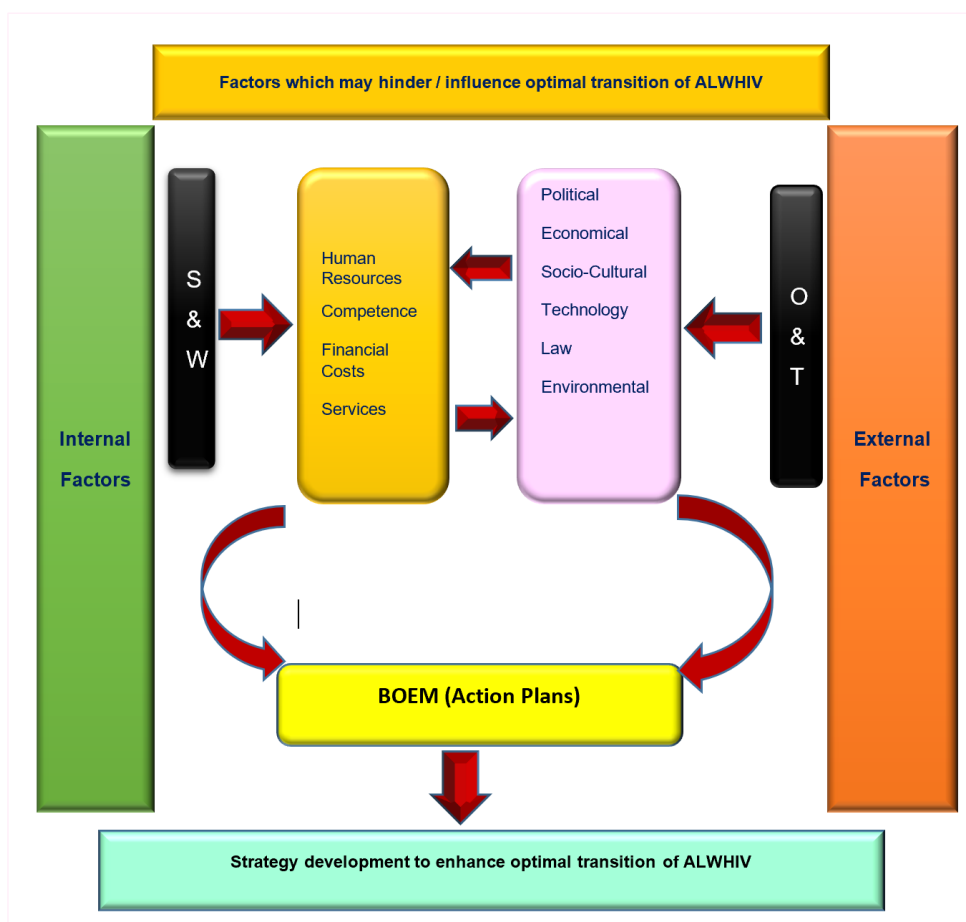 Factors which may hinder / influence optimal transition of ALWHIV
Internal
Factors
S
&
W
Human
Resources
Competence
Financial
Costs
Services
Political
Economical
Socio-Cultural
Technology
Law
Environmental
O
&
T
External
Factors
BOEM (Action Plans)
Strategy development to enhance optimal transition of ALWHIV